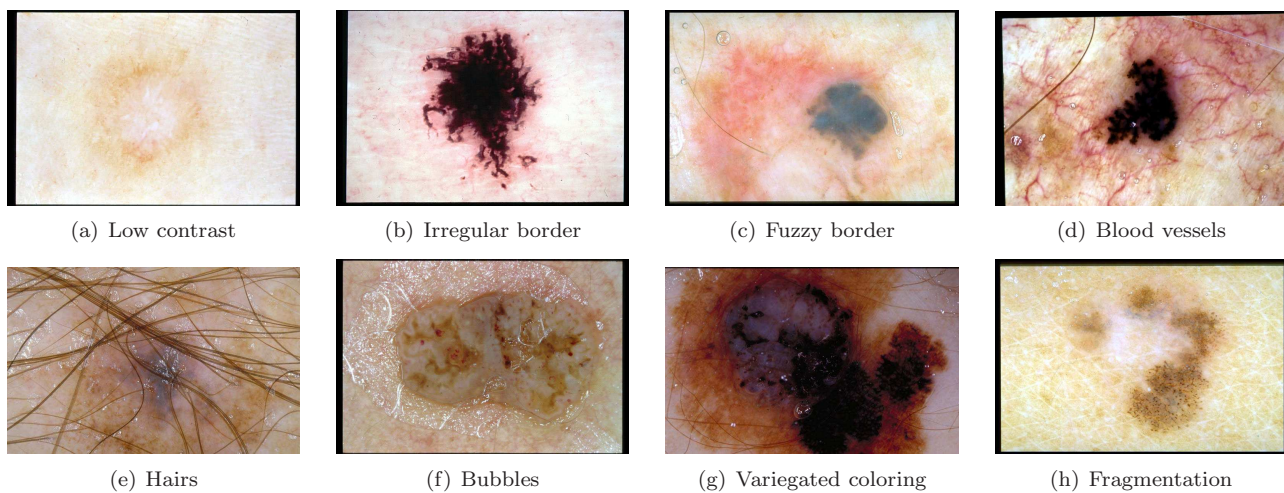 (a) Low contrast
(b) Irregular border
(c) Fuzzy border
(d) Blood vessels
(e) Hairs
(f) Bubbles
(g) Variegated coloring
(h) Fragmentation